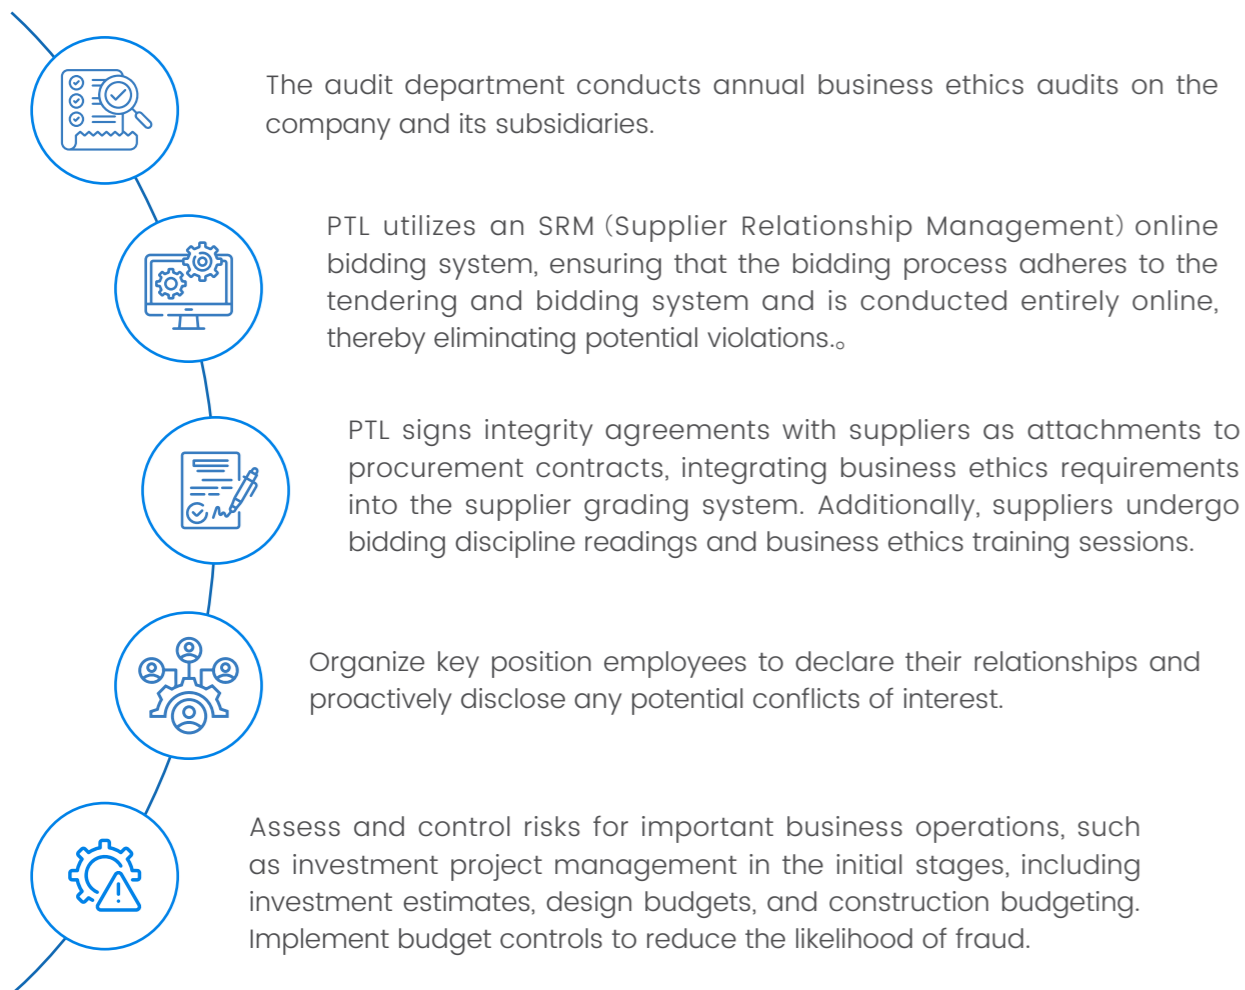 The audit department conducts annual business ethics audits on the
company and its subsidiaries.
PTL utilizes an SRM（Supplier Relationship Management）online
bidding system, ensuring that the bidding process adheres to the
tendering and bidding system and is conducted entirely online,
thereby eliminating potential violations.。
PTL signs integrity agreements with suppliers as attachments to
procurement contracts, integrating business ethics requirements
into the supplier grading system. Additionally, suppliers undergo
bidding discipline readings and business ethics training sessions.
Organize key position employees to declare their relationships and
proactively disclose any potential conflicts of interest.
Assess and control risks for important business operations, such
as investment project management in the initial stages, including
investment estimates, design budgets, and construction budgeting.
Implement budget controls to reduce the likelihood of fraud.